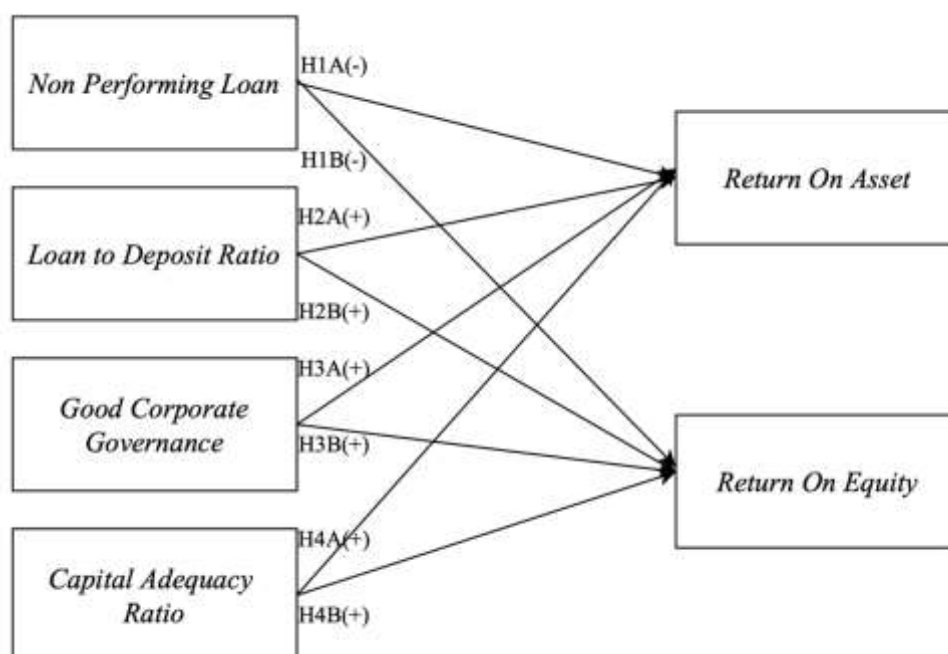 Non Performing Loan
H1A(-)
H1B(-)
Loan to Deposit Ratio
H2A(+)
H2B(+)
Good Corporate
Governance
H3A(+)
H3B(+)
Capital Adequacy
Ratio
H4A(+)
H4B(+)
Return On Asset
Return On Equity